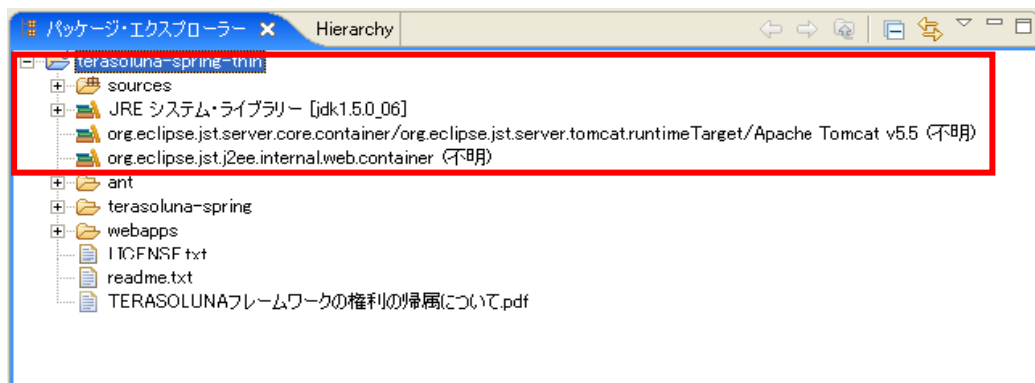 パッケージ・エクスプローラー Hierarchy
terasoluna-spring-thin
sources
JRE システム・ライブラリー [jdk1.5.0_06]
org.eclipse.jst.server.core.container/org.eclipse.jst.server.tomcat.runtimeTarget/Apache Tomcat v5.5 (不明)
org.eclipse.jst.j2ee.internal.web.container (不明)
ant
terasoluna-spring
webapps
LICENSE.txt
readme.txt
TERASOLUNAフレームワークの権利の帰属について.pdf